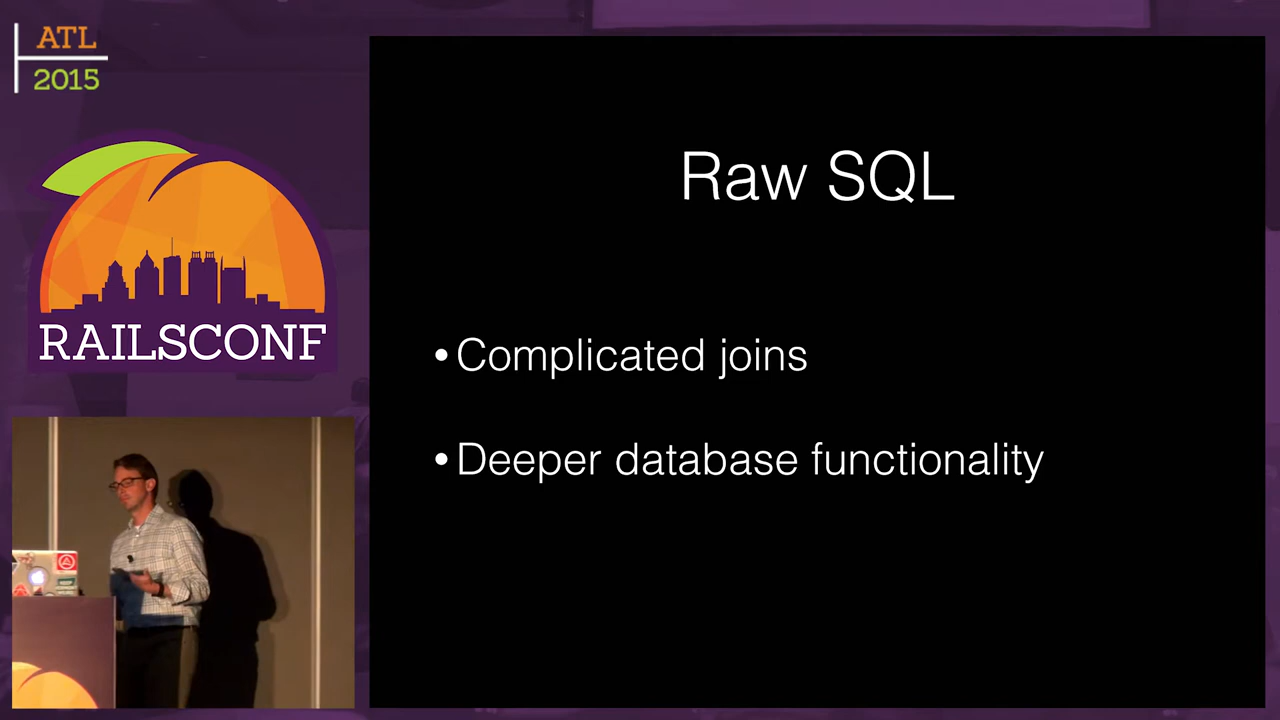 ATL
2015
RAILSCONF
Raw SQL
• Complicated joins
• Deeper database functionality